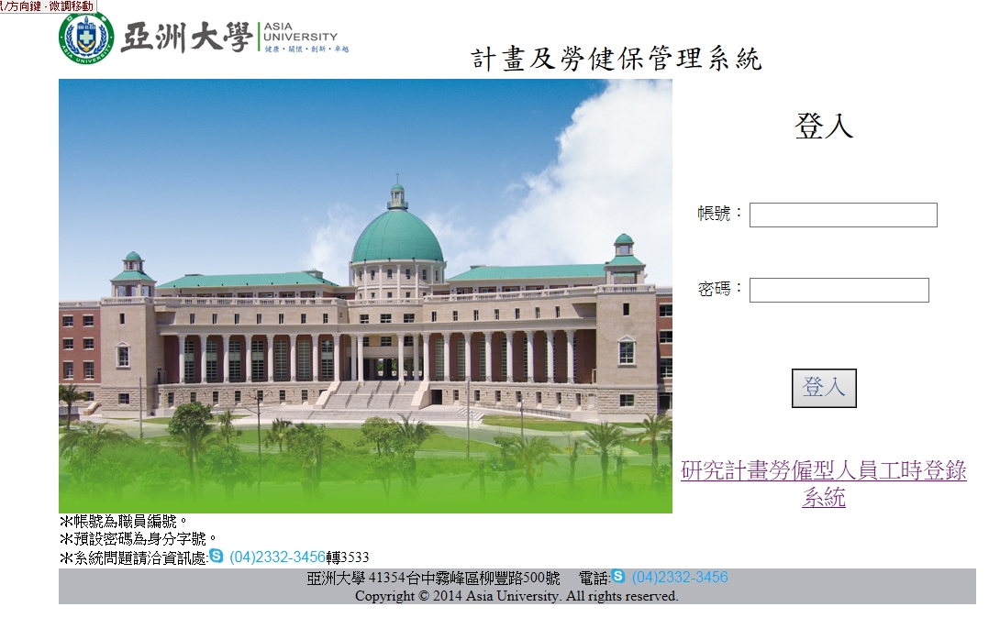 /方向鍵 - 微調移動
亞洲大學 ASIA UNIVERSITY
健康・關懷・創新・卓越
ASIA UNIVERSITY
計畫及勞健保管理系統
登入
帳號：
密碼：
登入
研究計畫勞僱型人員工時登錄
系統
＊帳號為職員編號。
＊預設密碼為身分字號。
＊系統問題請洽資訊處: (04)2332-3456轉3533
亞洲大學 41354台中霧峰區柳豐路500號 電話: (04)2332-3456
Copyright © 2014 Asia University. All rights reserved.